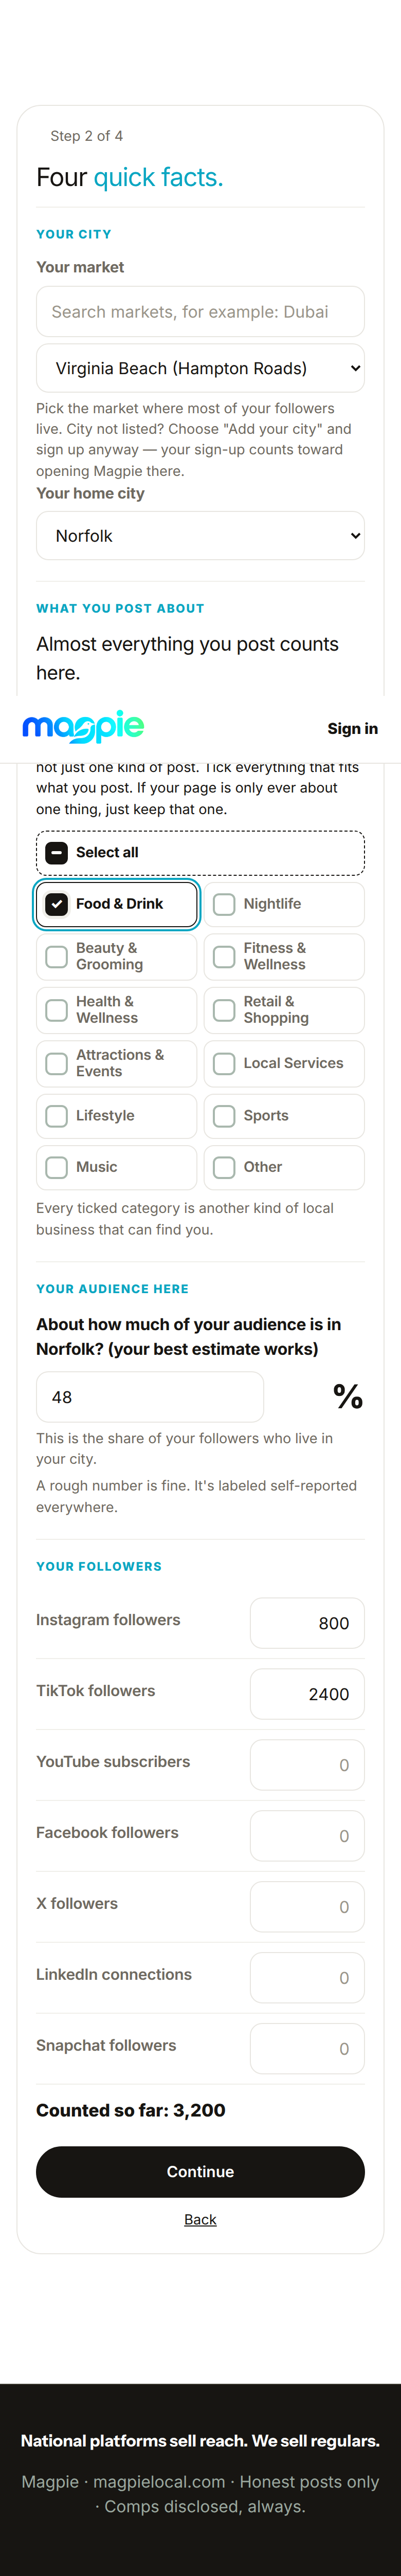 Step 2 of 4
Four quick facts.
YOUR CITY
Your market
Search markets, for example: Dubai
Virginia Beach (Hampton Roads)
Pick the market where most of your followers
live. City not listed? Choose "Add your city" and
sign up anyway — your sign-up counts toward
opening Magpie there.
Your home city
Norfolk
WHAT YOU POST ABOUT
Almost everything you post counts
here.
magpie
Sign in
not just one kind of post. Tick everything that fits
what you post. If your page is only ever about
one thing, just keep that one.
Select all
Food & Drink
Nightlife
Beauty &
Grooming
Fitness &
Wellness
Health &
Wellness
Retail &
Shopping
Attractions &
Events
Local Services
Lifestyle
Sports
Music
Other
Every ticked category is another kind of local
business that can find you.
YOUR AUDIENCE HERE
About how much of your audience is in
Norfolk? (your best estimate works)
48
%
This is the share of your followers who live in
your city.
A rough number is fine. It's labeled self-reported
everywhere.
YOUR FOLLOWERS
Instagram followers
800
TikTok followers
2400
YouTube subscribers
0
Facebook followers
0
X followers
0
LinkedIn connections
0
Snapchat followers
0
Counted so far: 3,200
Continue
Back
National platforms sell reach. We sell regulars.
Magpie · magpielocal.com · Honest posts only
· Comps disclosed, always.